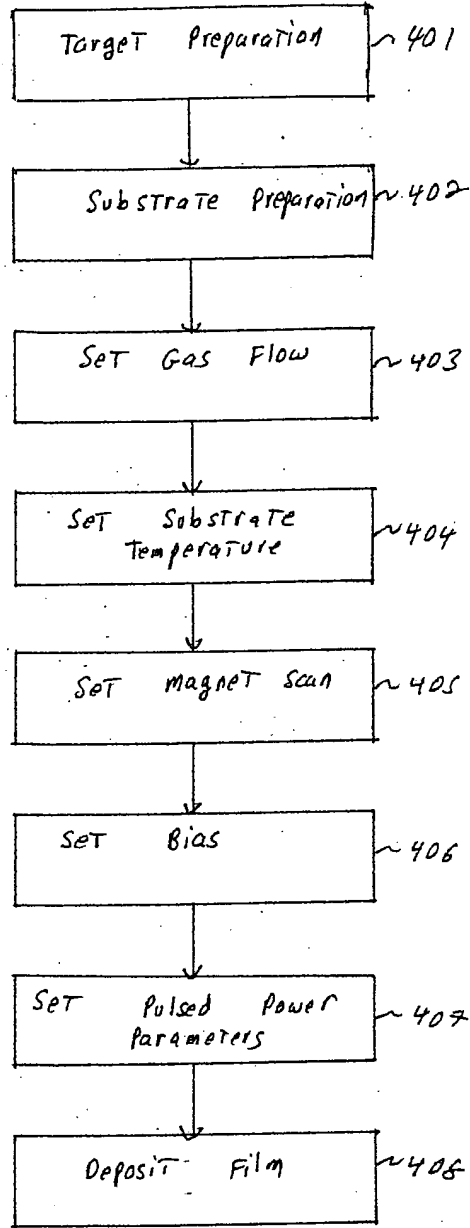 Target Preparation 401
Substrate Preparation 402
Set Gas Flow 403
Set Substrate
Temperature 404
Set magnet scan 405
Set Bias 406
Set Pulsed Power
Parameters 407
Deposit Film 408